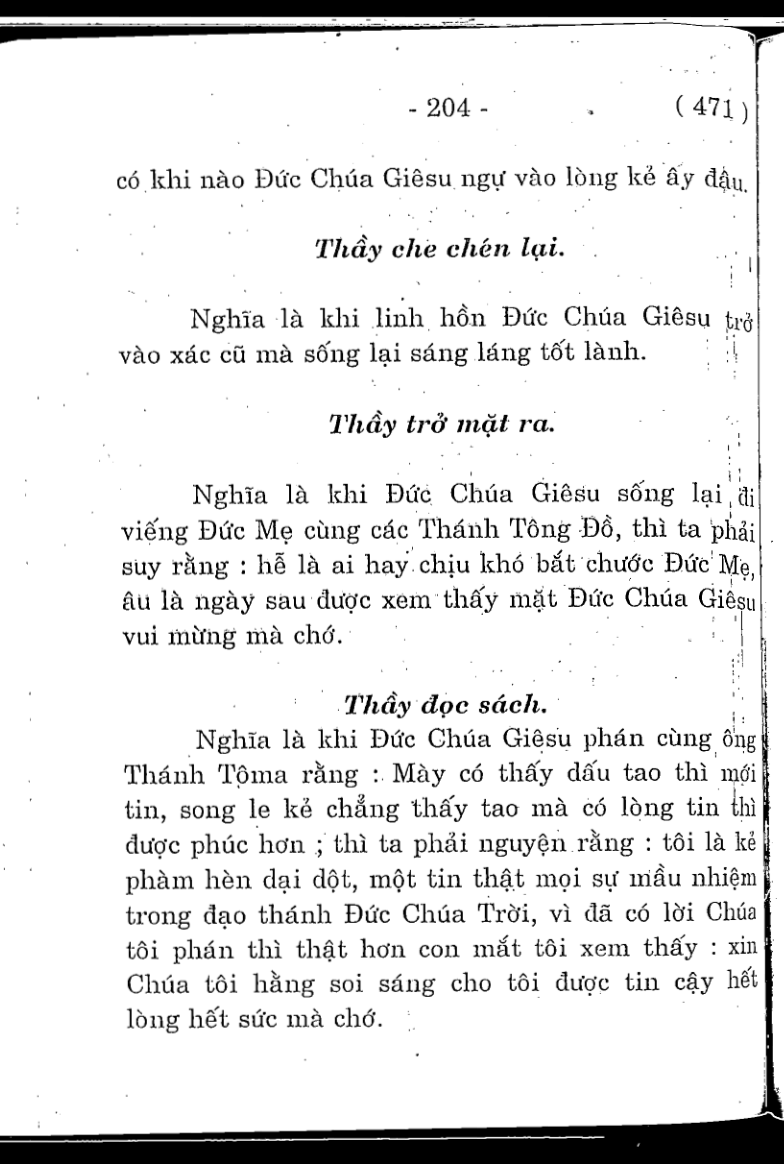 - 204 - ( 471 )
có khi nào Đức Chúa Giêsu ngự vào lòng kẻ ấy đâu.
Thầy che chén lại.
Nghĩa là khi linh hồn Đức Chúa Giêsu trở
vào xác cũ mà sống lại sáng láng tốt lành.
Thầy trở mặt ra.
Nghĩa là khi Đức Chúa Giêsu sống lại đi
viếng Đức Mẹ cùng các Thánh Tông Đồ, thì ta phải
suy rằng : hễ là ai hay chịu khó bắt chước Đức Mẹ,
âu là ngày sau được xem thấy mặt Đức Chúa Giêsu
vui mừng mà chớ.
Thầy đọc sách.
Nghĩa là khi Đức Chúa Giêsu phán cùng ông
Thánh Tôma rằng : Mày có thấy dấu tao thì mới
tin, song le kẻ chẳng thấy tao mà có lòng tin thì
được phúc hơn ; thì ta phải nguyện rằng : tôi là kẻ
phàm hèn dại dột, một tin thật mọi sự mầu nhiệm
trong đạo thánh Đức Chúa Trời, vì đã có lời Chúa
tôi phán thì thật hơn con mắt tôi xem thấy : xin
Chúa tôi hằng soi sáng cho tôi được tin cậy hết
lòng hết sức mà chớ.